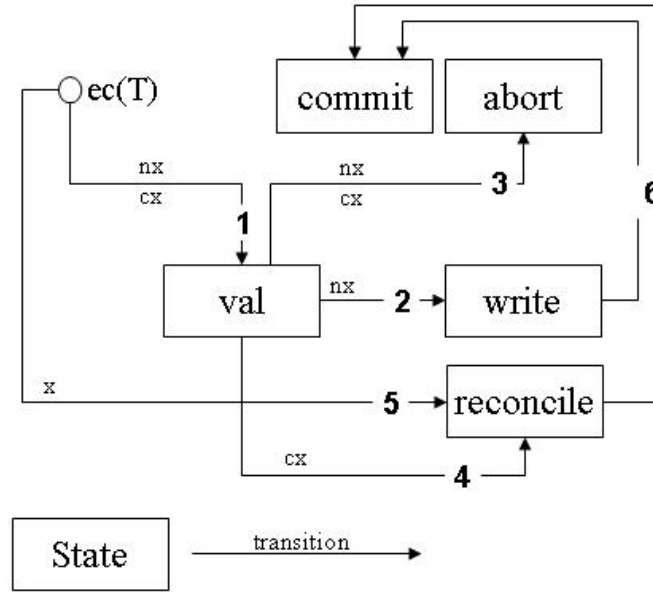 ec(T)
commit
abort
nx
cx
nx
cx
1
3
6
val
nx
2
write
x
5
reconcile
cx
4
State
transition